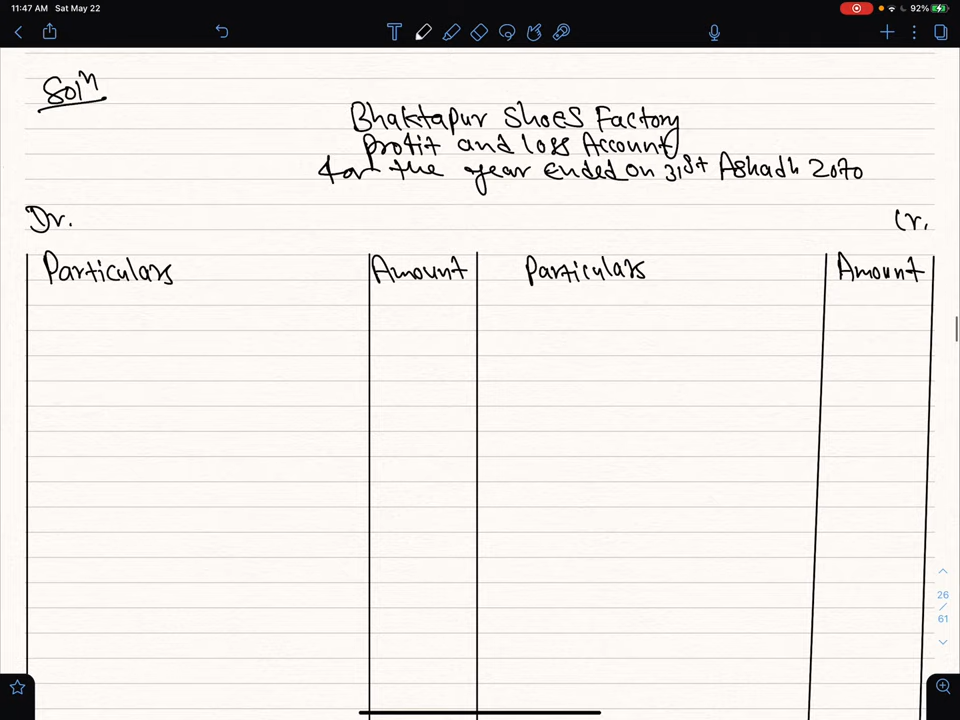 11:47 AM Sat May 22
92%
Solⁿ
Bhaktapur Shoes Factory
Profit and loss Account
for the year ended on 31st Ashadh 2070
Dr.
Cr.
Particulars Amount Particulars Amount
26
/
61